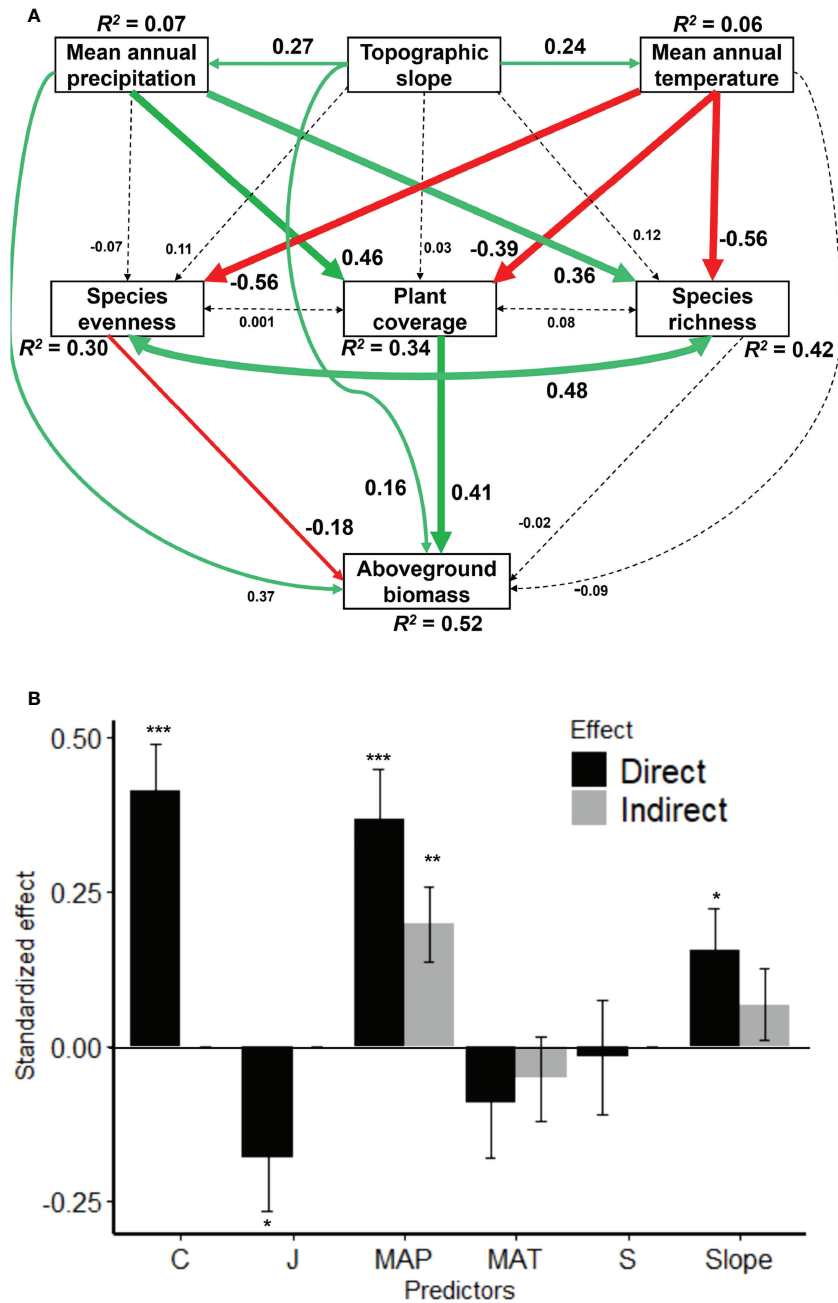 A
R² = 0.07
R² = 0.06
Mean annual
precipitation
0.27
Topographic
slope
0.24
Mean annual
temperature
-0.07
0.11
0.46
0.03
-0.39
0.36
0.12
-0.56
-0.56
Species
evenness
0.001
Plant
coverage
0.08
Species
richness
R² = 0.30
R² = 0.34
R² = 0.42
0.48
0.16
0.41
-0.18
-0.02
0.37
Aboveground
biomass
-0.09
R² = 0.52
B
Standardized effect
0.50
0.25
0.00
-0.25
***
*
***
**
*
Effect
Direct
Indirect
C J MAP MAT S Slope
Predictors